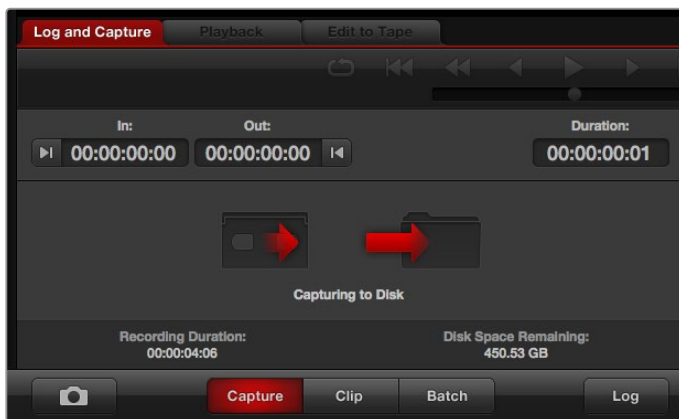 Log and Capture Playback Edit to Tape
In: Out: Duration:
00:00:00:00 00:00:00:00 00:00:00:01
Capturing to Disk
Recording Duration: Disk Space Remaining:
00:00:04:06 450.53 GB
Capture Clip Batch Log